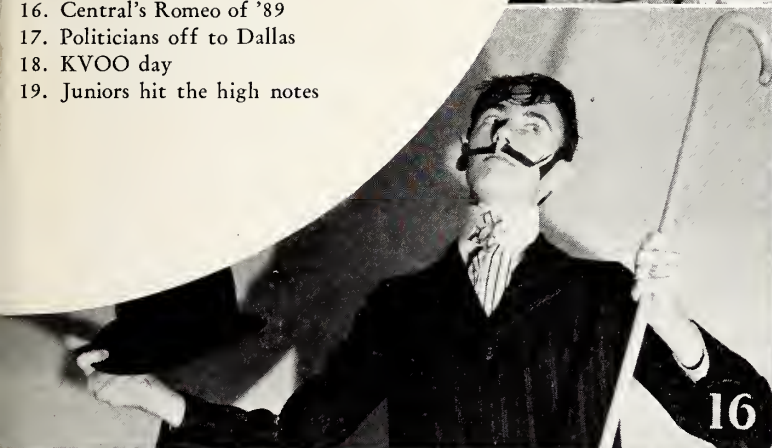 16. Central's Romeo of '89
17. Politicians off to Dallas
18. KVOO day
19. Juniors hit the high notes
16